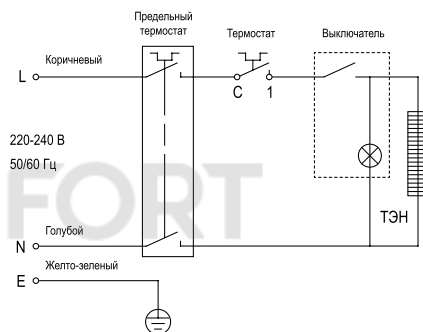 Предельный
термостат
Термостат
Выключатель
Коричневый
L
C 1
220-240 В
50/60 Гц
FORT
ТЭН
Голубой
N
Желто-зеленый
E